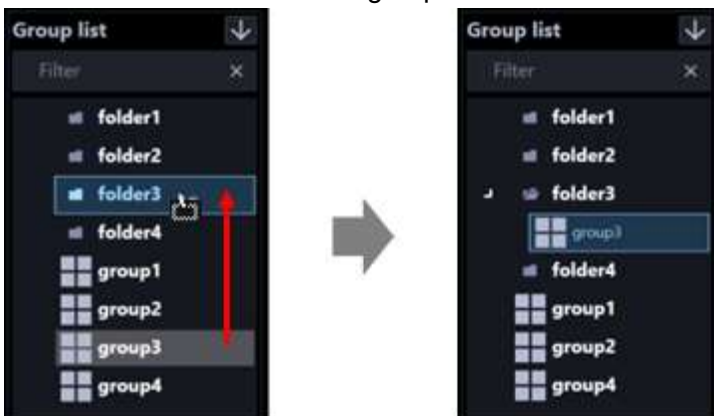 Group list
Filter
folder1
folder2
folder3
folder4
group1
group2
group3
group4
Group list
Filter
folder1
folder2
folder3
group3
folder4
group1
group2
group4